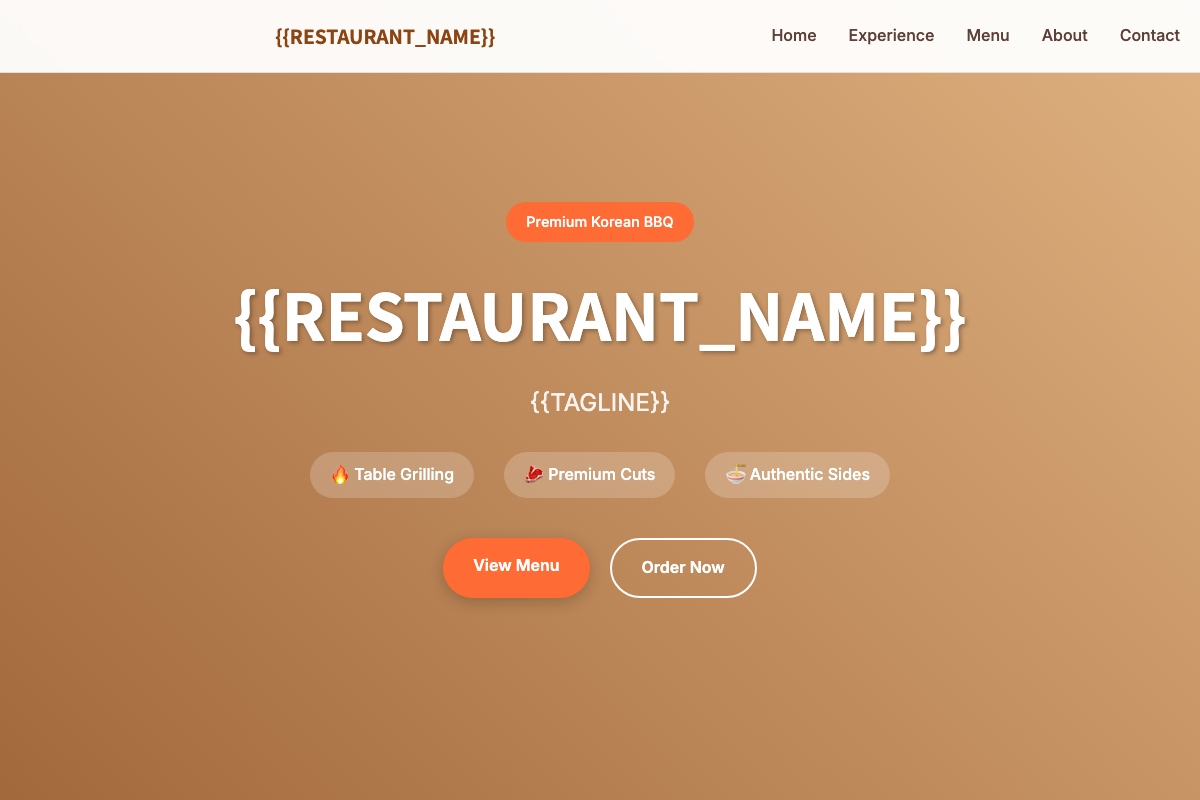 {{RESTAURANT_NAME}}
Home Experience Menu About Contact
Premium Korean BBQ
{{RESTAURANT_NAME}}
{{TAGLINE}}
🔥 Table Grilling 🥩 Premium Cuts 🍜 Authentic Sides
View Menu Order Now